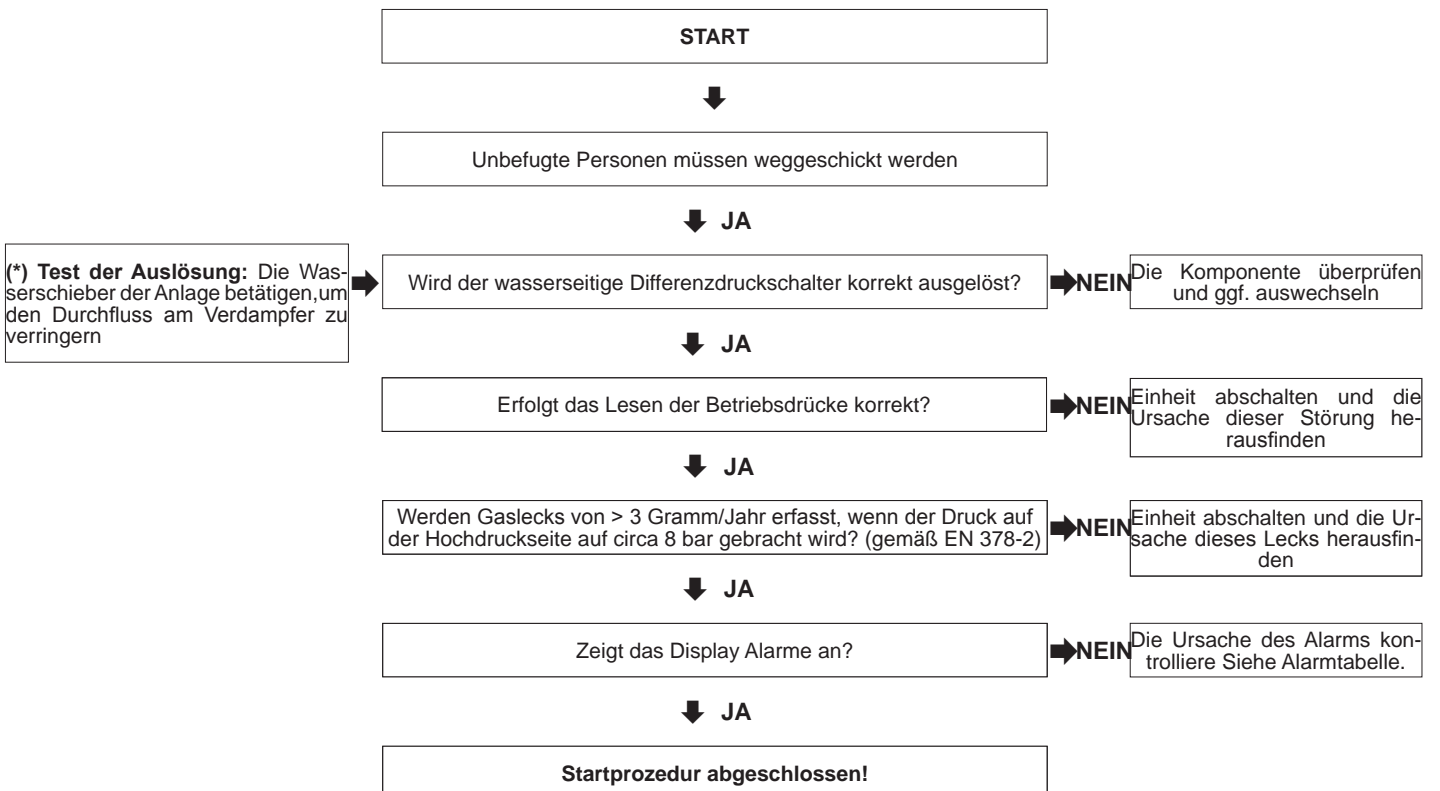 START
Unbefugte Personen müssen weggeschickt werden
JA
(*) Test der Auslösung: Die Was-
serschieber der Anlage betätigen,um
den Durchfluss am Verdampfer zu
verringern
Wird der wasserseitige Differenzdruckschalter korrekt ausgelöst?
NEIN
Die Komponente überprüfen
und ggf. auswechseln
JA
Erfolgt das Lesen der Betriebsdrücke korrekt?
NEIN
Einheit abschalten und die
Ursache dieser Störung he-
rausfinden
JA
Werden Gaslecks von > 3 Gramm/Jahr erfasst, wenn der Druck auf
der Hochdruckseite auf circa 8 bar gebracht wird? (gemäß EN 378-2)
NEIN
Einheit abschalten und die Ur-
sache dieses Lecks herausfin-
den
JA
Zeigt das Display Alarme an?
NEIN
Die Ursache des Alarms kon-
trolliere Siehe Alarmtabelle.
JA
Startprozedur abgeschlossen!